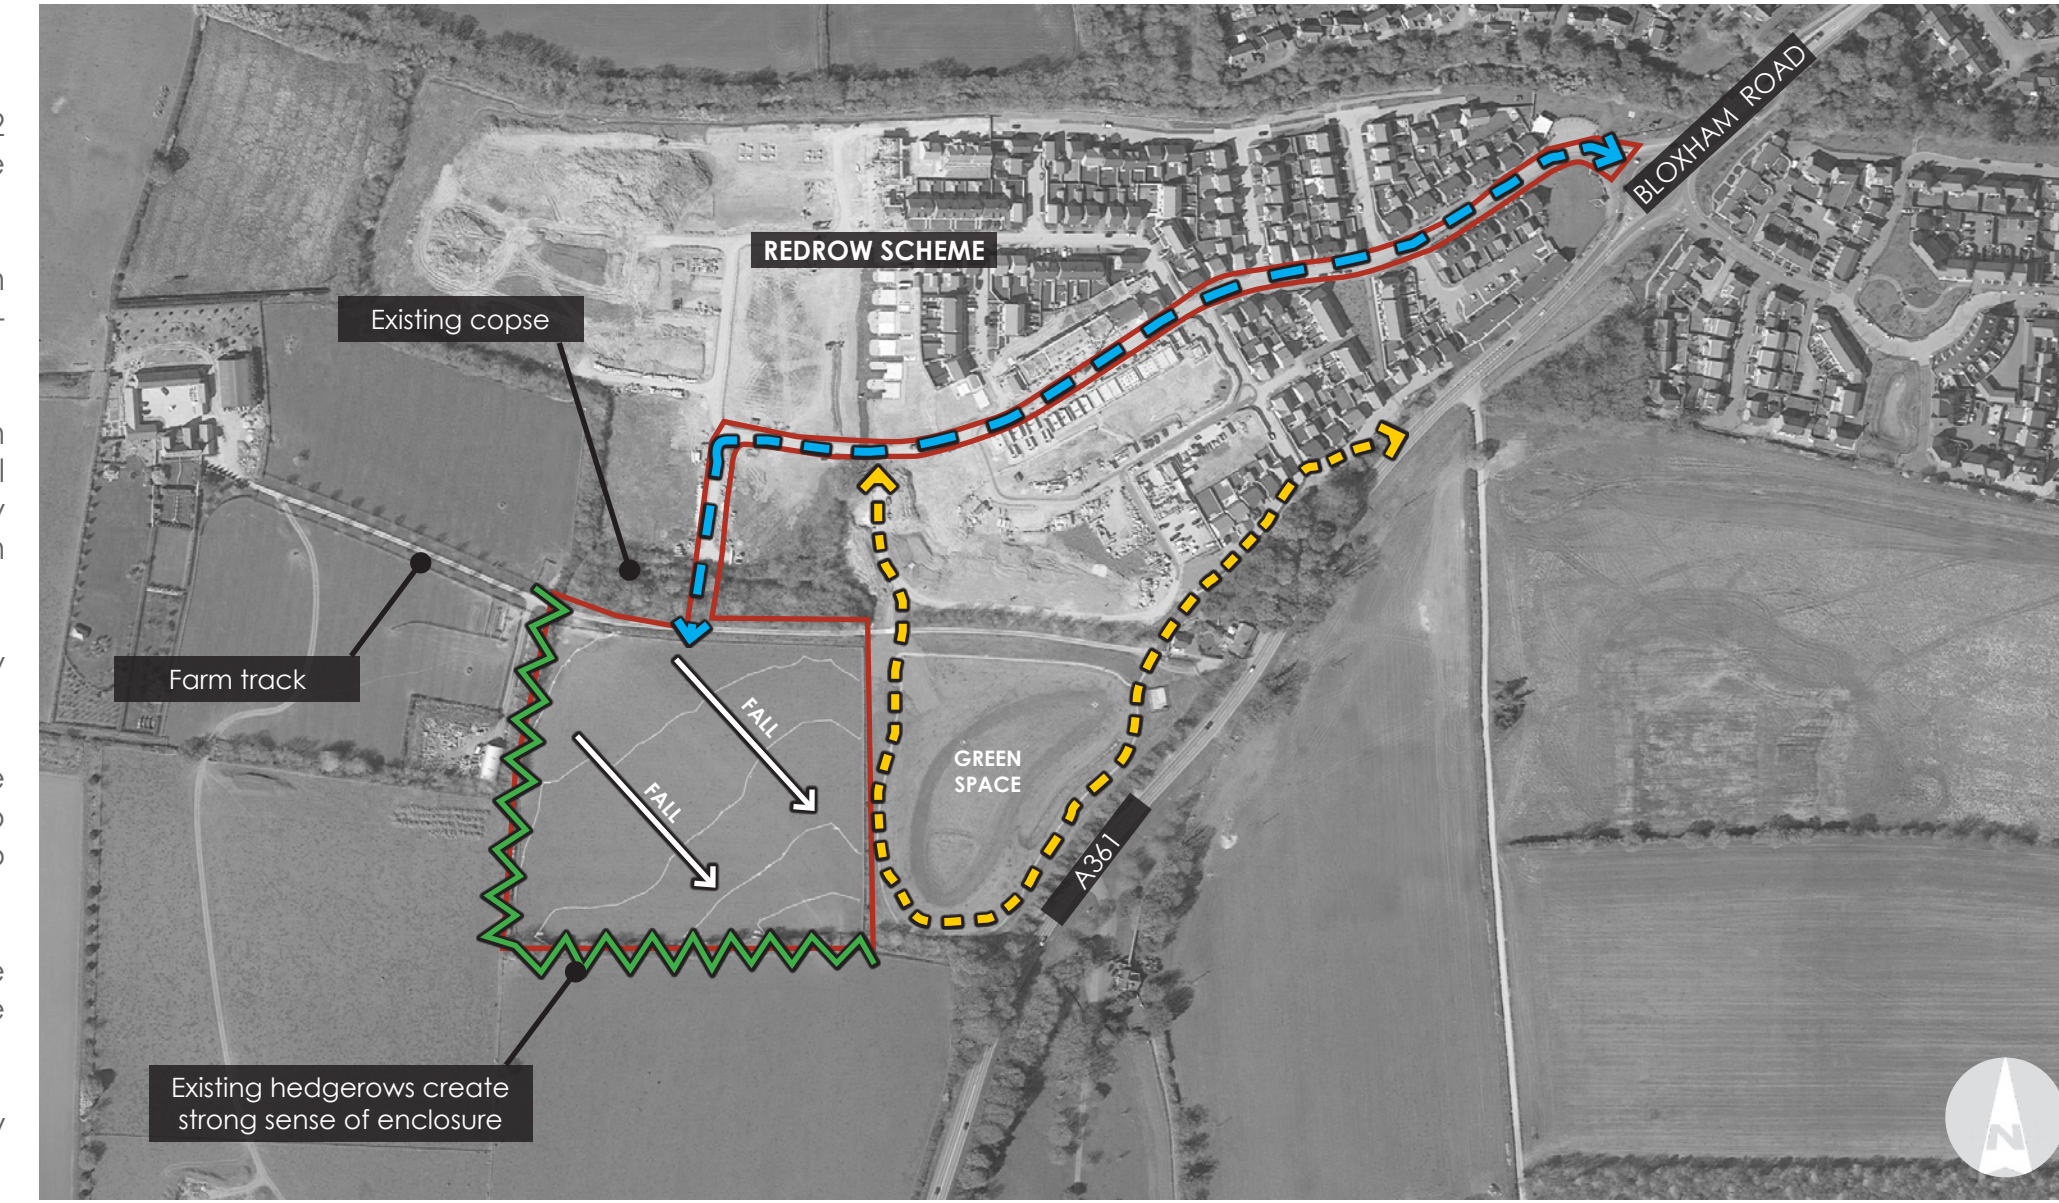 2
e
n
n
l
y
n
y
e
e
e
y
BLOXHAM ROAD
REDROW SCHEME
Existing copse
Farm track
FALL
FALL
GREEN
SPACE
A361
Existing hedgerows create
strong sense of enclosure
N